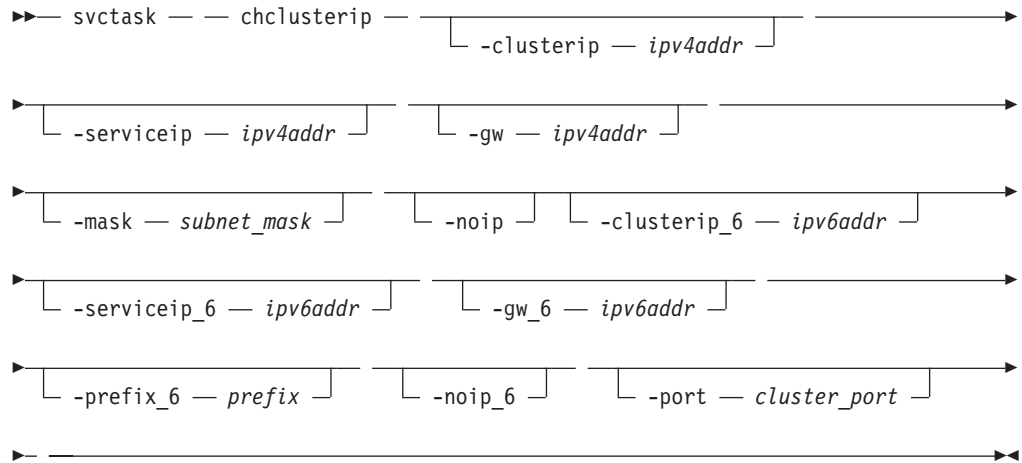 svctask — — chclusterip
-clusterip — ipv4addr
-serviceip — ipv4addr -gw — ipv4addr
-mask — subnet_mask -noip -clusterip_6 — ipv6addr
-serviceip_6 — ipv6addr -gw_6 — ipv6addr
-prefix_6 — prefix -noip_6 -port — cluster_port